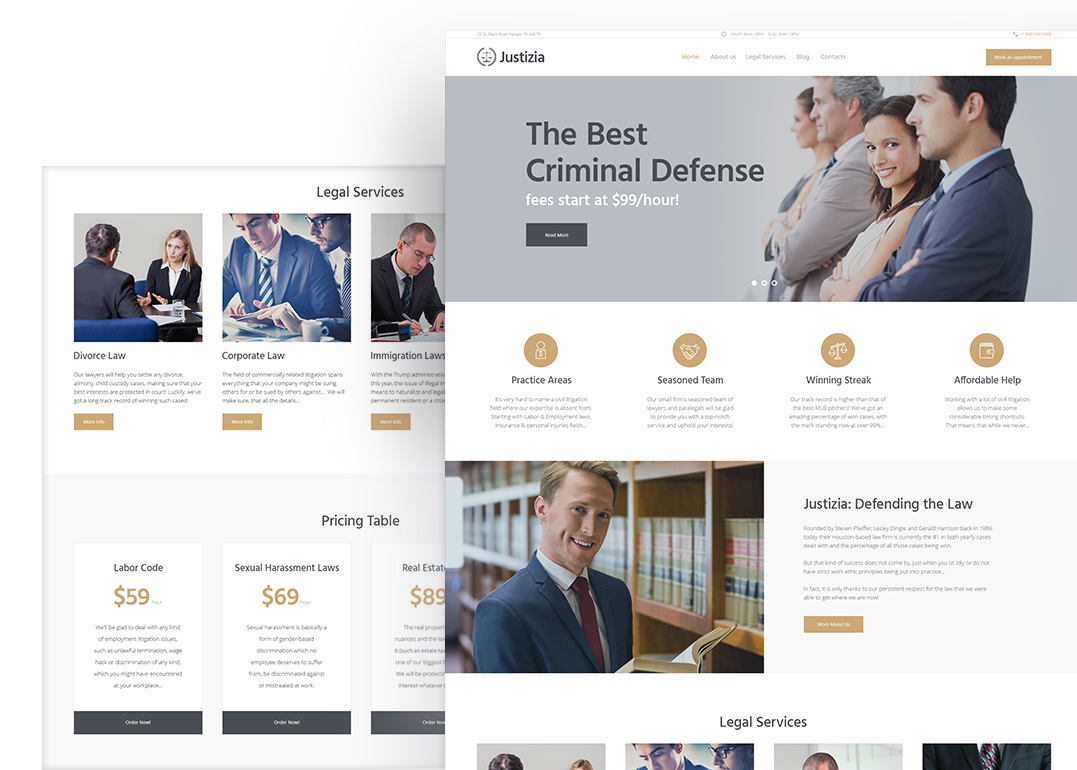 22 St. Black Road Raleigh, PA 54878
+1 800 559 6580
Justizia
Home
About us
Legal Services
Blog
Contacts
Book an appointment
The Best
Criminal Defense
fees start at $99/hour!
Read More
Practice Areas
It's very hard to name a civil litigation
field where our expertise is absent from.
Starting with Labor & Employment laws,
insurance & personal injuries fields...
Seasoned Team
Our small firm's seasoned team of
lawyers and paralegals will be glad
to provide you with a top-notch
service and uphold your interests!
Winning Streak
Our track record is higher than that of
the best MLB pitchers! We've got an
amazing percentage of won cases, with
the mark standing now at over 99%...
Affordable Help
Working with a lot of civil litigation
allows us to make some
considerable timing shortcuts.
That means that while we never...
Justizia: Defending the Law
Founded by Steven Pfeiffer, Lesley Dingle and Gerald Harrison back in 1989,
today their Houston-based law firm is currently the #1 in both yearly cases
dealt with and the percentage of all those cases being won.
But that kind of success does not come by, just when you sit idly or do not
have strict work ethic principles being put into practice...
In fact, it is only thanks to our persistent respect for the law that we were
able to get where we are now!
More About Us
Legal Services
Legal Services
Divorce Law
Our lawyers will help you settle any divorce,
alimony, child custody cases, making sure that your
best interests are protected in court! Luckily, we've
got a long track record of winning such cases!
More Info
Corporate Law
The field of commercially related litigation spans
everything that your company might be suing
others for or be sued by others against... We will
make sure, that all the details...
More Info
Immigration Laws
With the Trump administration
this year, the issue of illegal
means to naturalize and legal
permanent resident or a citizen
More Info
Pricing Table
Labor Code
$59 /hour
We'll be glad to deal with any kind
of employment litigation issues,
such as unlawful termination, wage
hack or discrimination of any kind,
which you might have encountered
at your workplace...
Order Now!
Sexual Harassment Laws
$69 /hour
Sexual harassment is basically a
form of gender-based
discrimination which no
employee deserves to suffer
from, be discriminated against
or mistreated at work.
Order Now!
Real Estate
$89
The real property
nuances and the
it (such as estate
one of our biggest
We will be
interest whatever
Order Now